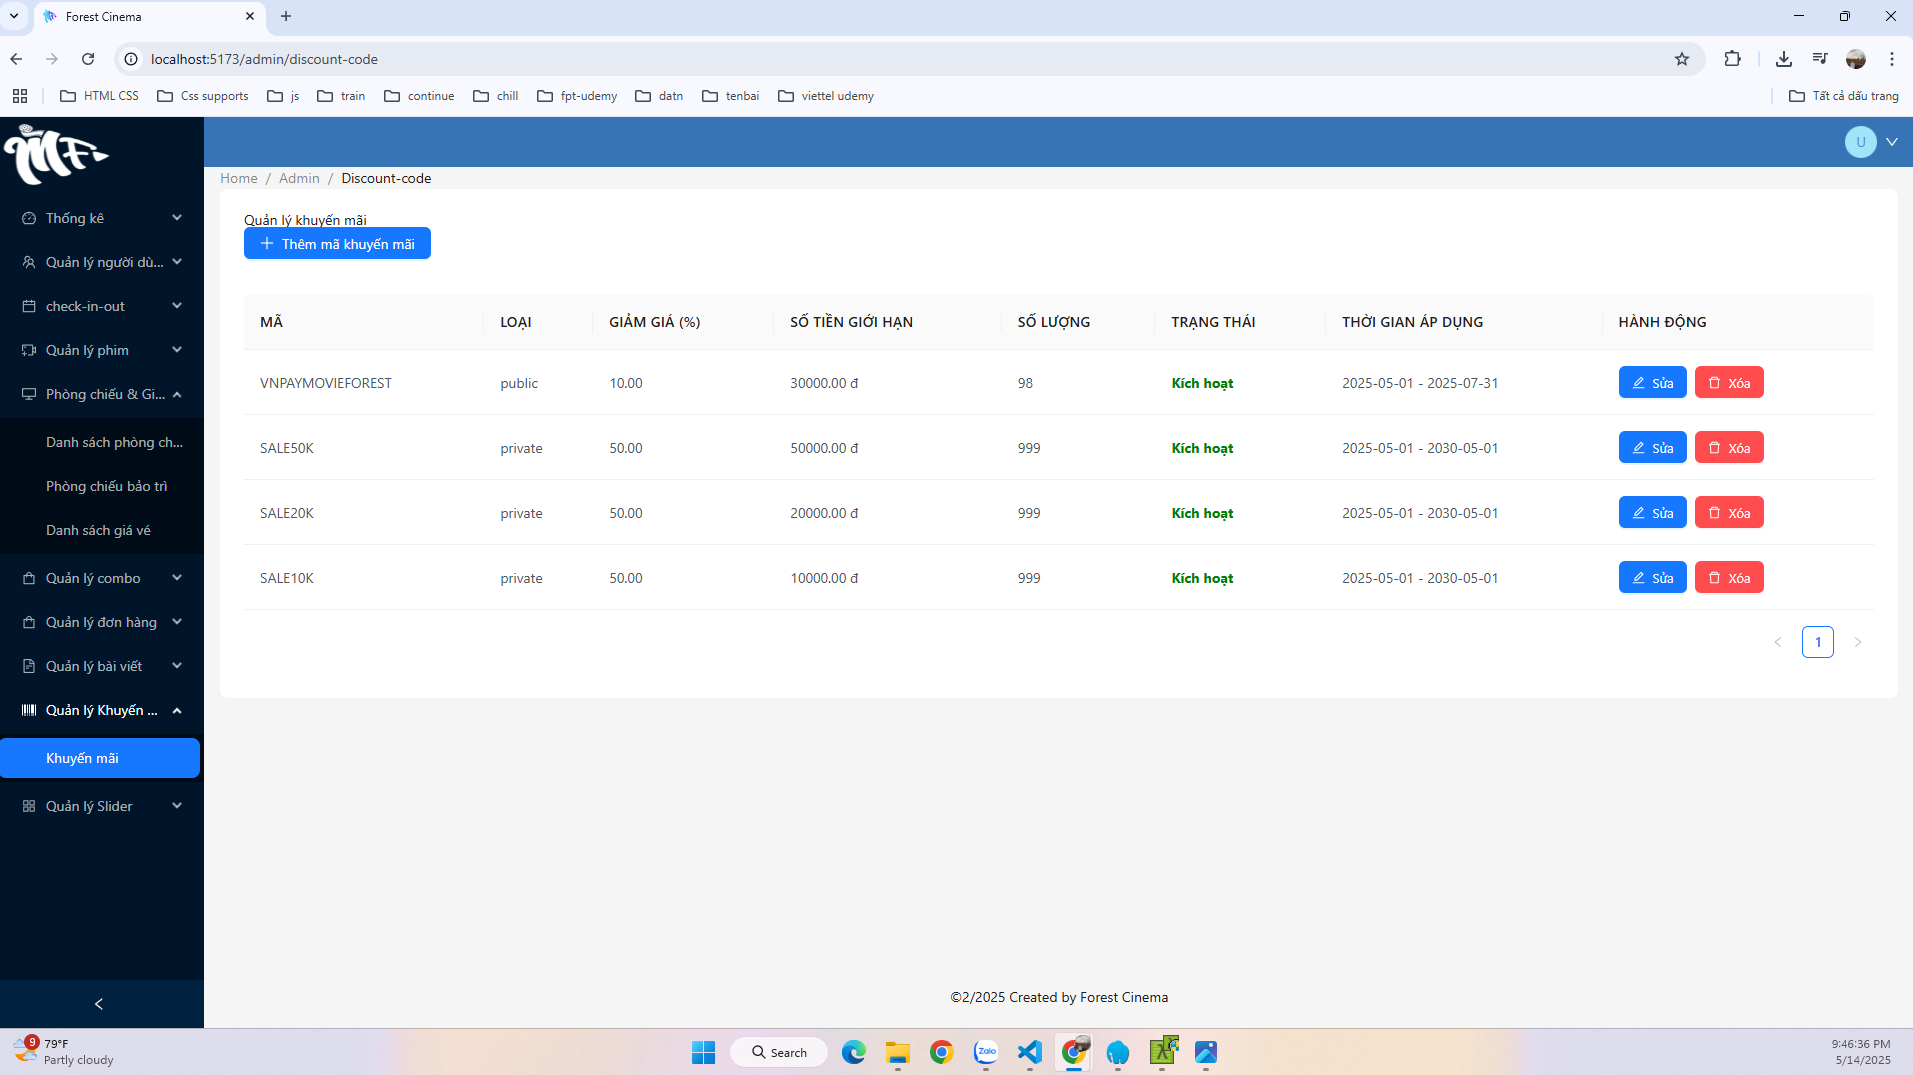 Forest Cinema
localhost:5173/admin/discount-code
HTML CSS
Css supports
js
train
continue
chill
fpt-udemy
datn
tenbai
viettel udemy
Tất cả dấu trang
MF
U
Home / Admin / Discount-code
Thống kê
Quản lý người dù...
check-in-out
Quản lý phim
Phòng chiếu & Gi...
Danh sách phòng ch...
Phòng chiếu bảo trì
Danh sách giá vé
Quản lý combo
Quản lý đơn hàng
Quản lý bài viết
Quản lý Khuyến ...
Khuyến mãi
Quản lý Slider
Quản lý khuyến mãi
Thêm mã khuyến mãi
MÃ LOẠI GIẢM GIÁ (%) SỐ TIỀN GIỚI HẠN SỐ LƯỢNG TRẠNG THÁI THỜI GIAN ÁP DỤNG HÀNH ĐỘNG
VNPAYMOVIEFOREST public 10.00 30000.00 đ 98 Kích hoạt 2025-05-01 - 2025-07-31 Sửa Xóa
SALE50K private 50.00 50000.00 đ 999 Kích hoạt 2025-05-01 - 2030-05-01 Sửa Xóa
SALE20K private 50.00 20000.00 đ 999 Kích hoạt 2025-05-01 - 2030-05-01 Sửa Xóa
SALE10K private 50.00 10000.00 đ 999 Kích hoạt 2025-05-01 - 2030-05-01 Sửa Xóa
1
©2/2025 Created by Forest Cinema
9
79°F
Partly cloudy
Search
Zalo
9:46:36 PM
5/14/2025